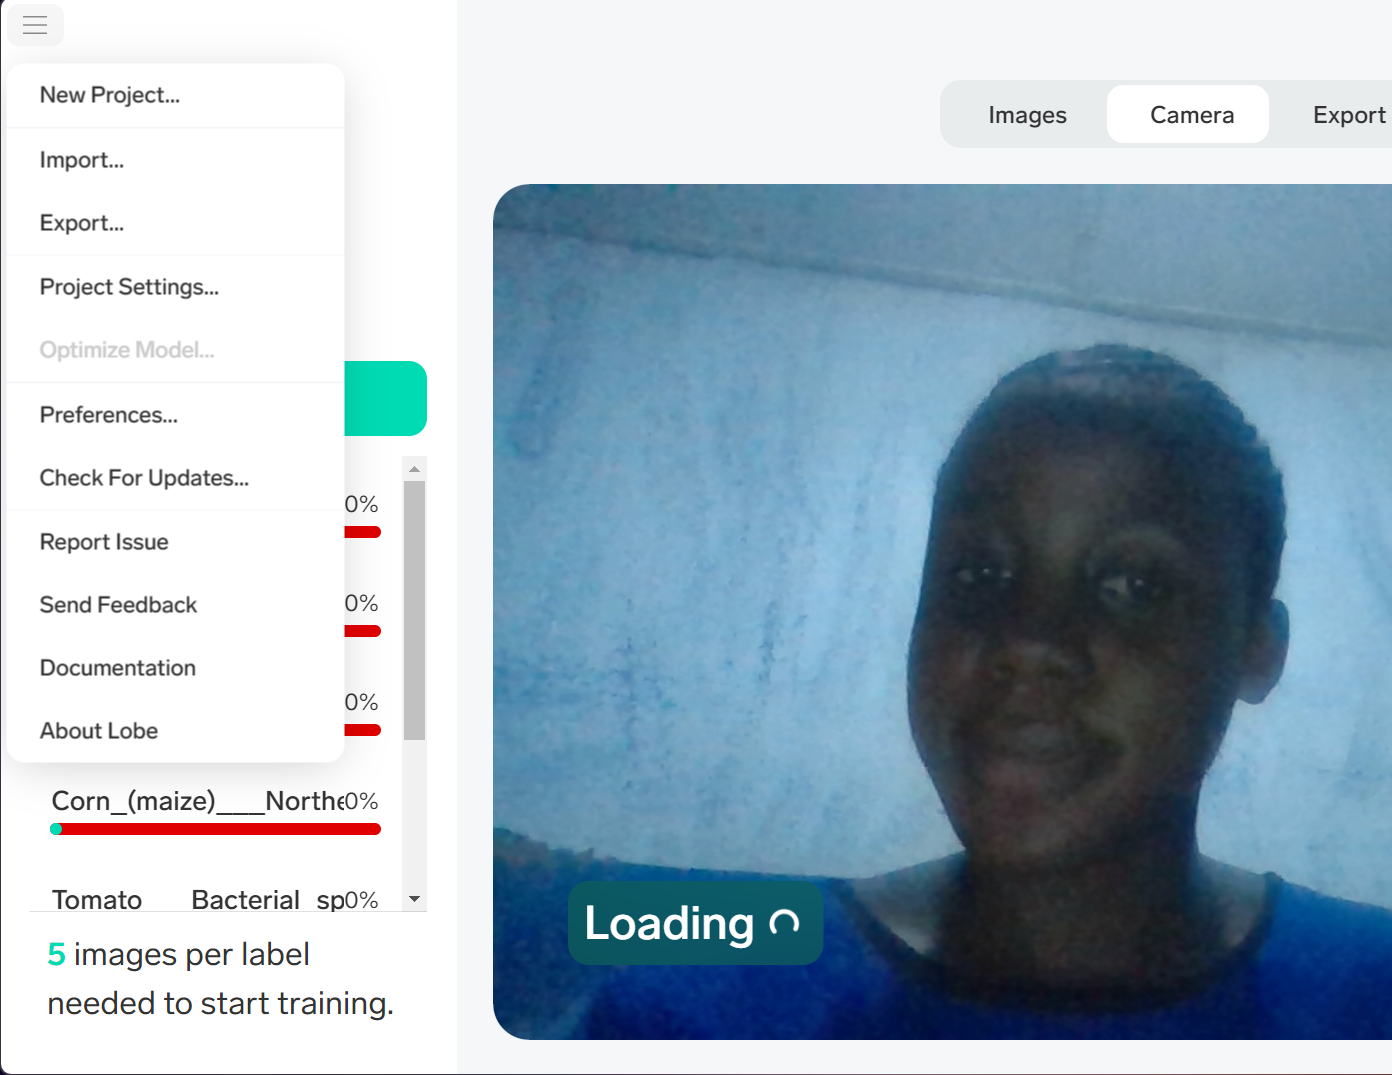 New Project...
Import...
Export...
Project Settings...
Optimize Model...
Preferences...
Check For Updates...
Report Issue
Send Feedback
Documentation
About Lobe
Images
Camera
Export
0%
0%
0%
Corn_(maize)___Northe 0%
Tomato Bacterial sp 0%
5 images per label
needed to start training.
Loading